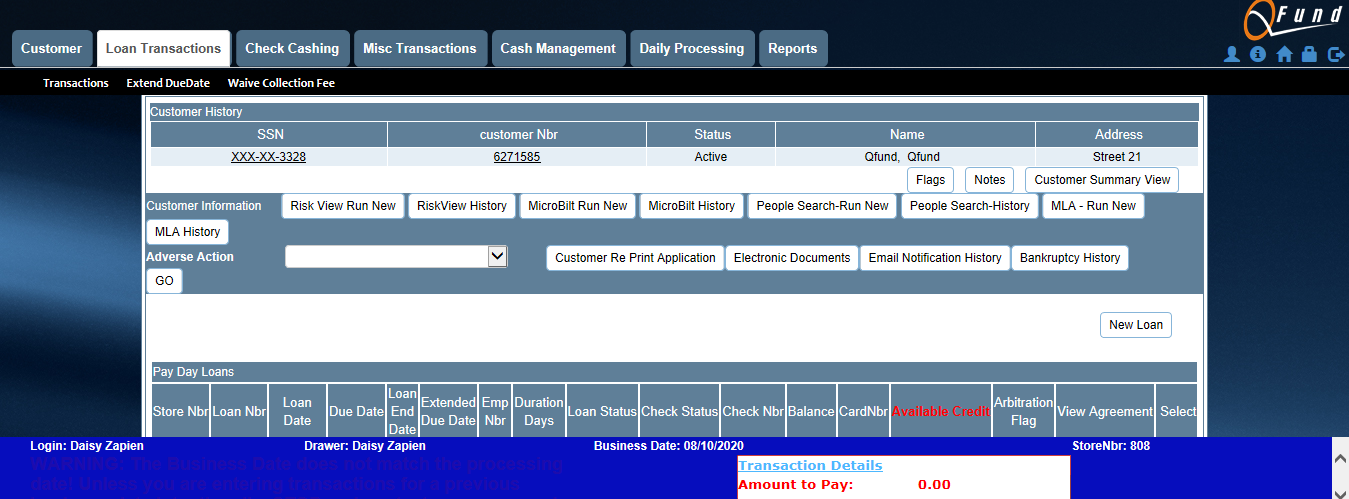 QFund
Customer Loan Transactions Check Cashing Misc Transactions Cash Management Daily Processing Reports
Transactions Extend DueDate Waive Collection Fee
Customer History
SSN customer Nbr Status Name Address
XXX-XX-3328 6271585 Active Qfund, Qfund Street 21
Flags Notes Customer Summary View
Customer Information Risk View Run New RiskView History MicroBilt Run New MicroBilt History People Search-Run New People Search-History MLA - Run New
MLA History
Adverse Action Customer Re Print Application Electronic Documents Email Notification History Bankruptcy History
GO
New Loan
Pay Day Loans
Store Nbr Loan Nbr Loan Date Due Date Loan End Date Extended Due Date Emp Nbr Duration Days Loan Status Check Status Check Nbr Balance CardNbr Available Credit Arbitration Flag View Agreement Select
Login: Daisy Zapien Drawer: Daisy Zapien Business Date: 08/10/2020 StoreNbr: 808
WARNING: The Business Date does not match the processing
date! Unless you are entering transactions for a previous
Transaction Details
Amount to Pay: 0.00